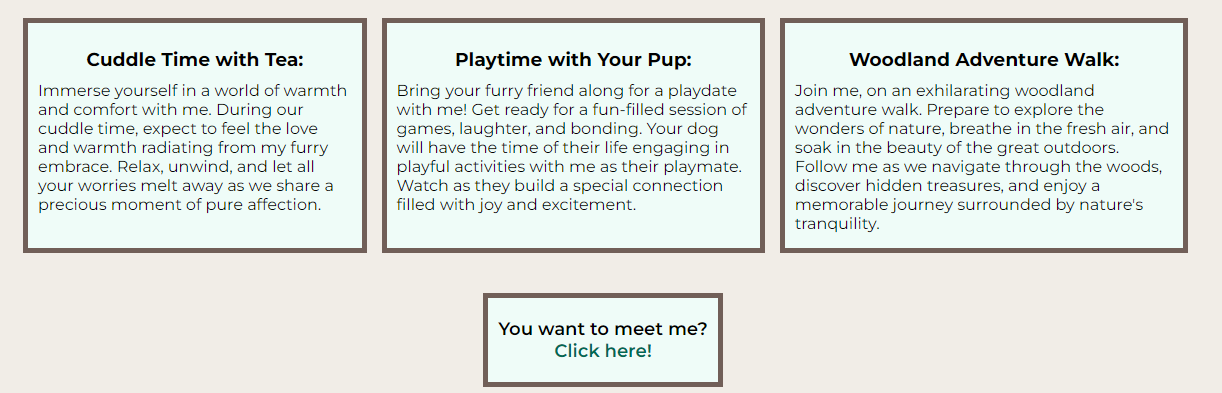 Cuddle Time with Tea:
Immerse yourself in a world of warmth
and comfort with me. During our
cuddle time, expect to feel the love
and warmth radiating from my furry
embrace. Relax, unwind, and let all
your worries melt away as we share a
precious moment of pure affection.
Playtime with Your Pup:
Bring your furry friend along for a playdate
with me! Get ready for a fun-filled session of
games, laughter, and bonding. Your dog
will have the time of their life engaging in
playful activities with me as their playmate.
Watch as they build a special connection
filled with joy and excitement.
Woodland Adventure Walk:
Join me, on an exhilarating woodland
adventure walk. Prepare to explore the
wonders of nature, breathe in the fresh air, and
soak in the beauty of the great outdoors.
Follow me as we navigate through the woods,
discover hidden treasures, and enjoy a
memorable journey surrounded by nature's
tranquility.
You want to meet me?
Click here!